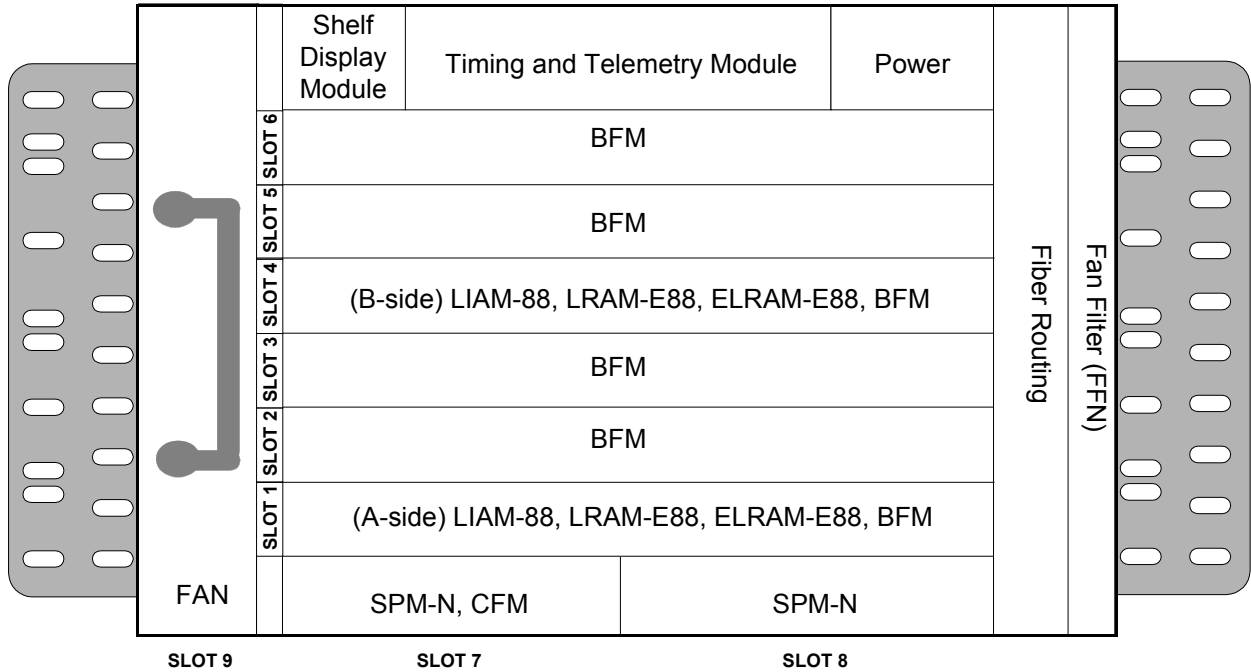 Shelf
Display
Module
Timing and Telemetry Module
Power
SLOT 6
BFM
SLOT 5
BFM
SLOT 4
(B-side) LIAM-88, LRAM-E88, ELRAM-E88, BFM
SLOT 3
BFM
SLOT 2
BFM
SLOT 1
(A-side) LIAM-88, LRAM-E88, ELRAM-E88, BFM
Fiber Routing
Fan Filter (FFN)
FAN
SPM-N, CFM
SPM-N
SLOT 9
SLOT 7
SLOT 8